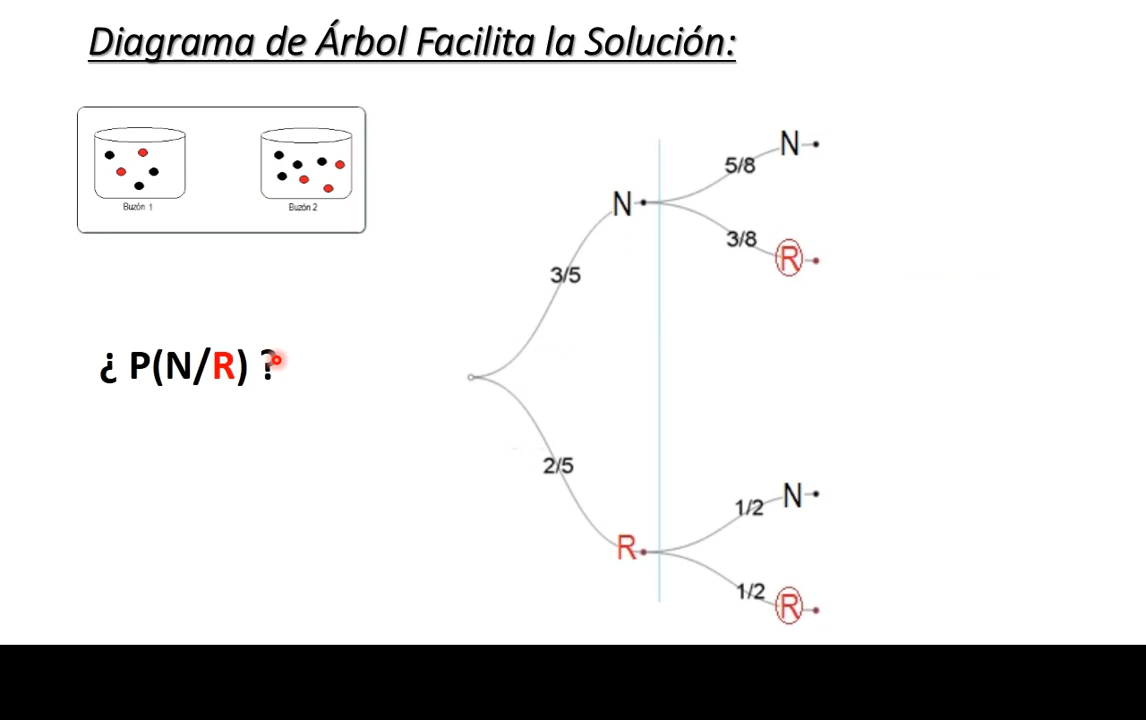 Diagrama de Árbol Facilita la Solución:
Buzón 1
Buzón 2
¿ P(N/R) ?
3/5
2/5
N
R
5/8
3/8
N
R
1/2
1/2
N
R